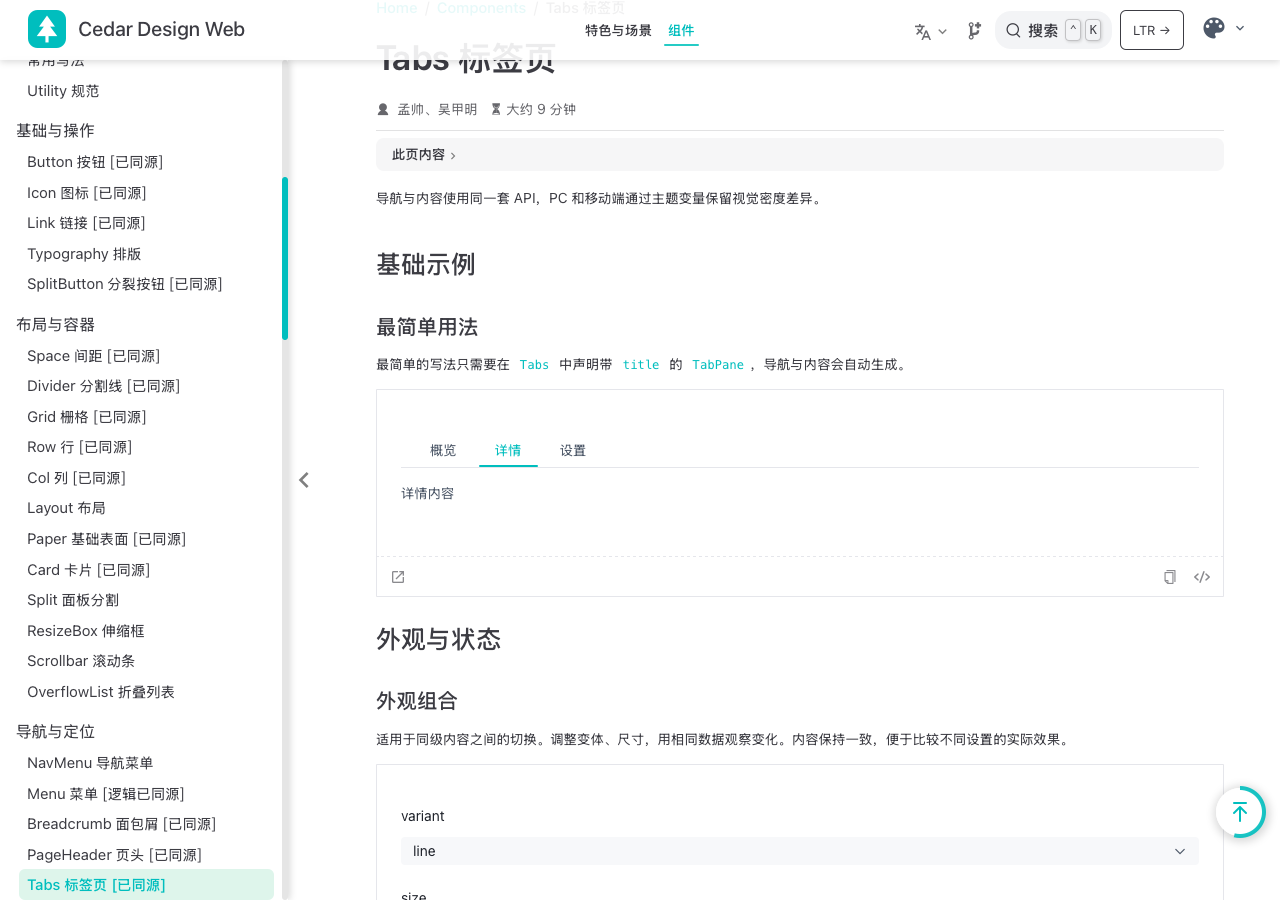 Cedar Design Web
特色与场景
组件
搜索
^
K
LTR →
常用写法
Utility 规范
基础与操作
Button 按钮 [已同源]
Icon 图标 [已同源]
Link 链接 [已同源]
Typography 排版
SplitButton 分裂按钮 [已同源]
布局与容器
Space 间距 [已同源]
Divider 分割线 [已同源]
Grid 栅格 [已同源]
Row 行 [已同源]
Col 列 [已同源]
Layout 布局
Paper 基础表面 [已同源]
Card 卡片 [已同源]
Split 面板分割
ResizeBox 伸缩框
Scrollbar 滚动条
OverflowList 折叠列表
导航与定位
NavMenu 导航菜单
Menu 菜单 [逻辑已同源]
Breadcrumb 面包屑 [已同源]
PageHeader 页头 [已同源]
Tabs 标签页 [已同源]
Home / Components / Tabs 标签页
Tabs 标签页
孟帅、吴甲明 大约 9 分钟
此页内容
导航与内容使用同一套 API，PC 和移动端通过主题变量保留视觉密度差异。
基础示例
最简单用法
最简单的写法只需要在 Tabs 中声明带 title 的 TabPane，导航与内容会自动生成。
概览
详情
设置
详情内容
外观与状态
外观组合
适用于同级内容之间的切换。调整变体、尺寸，用相同数据观察变化。内容保持一致，便于比较不同设置的实际效果。
variant
line
size